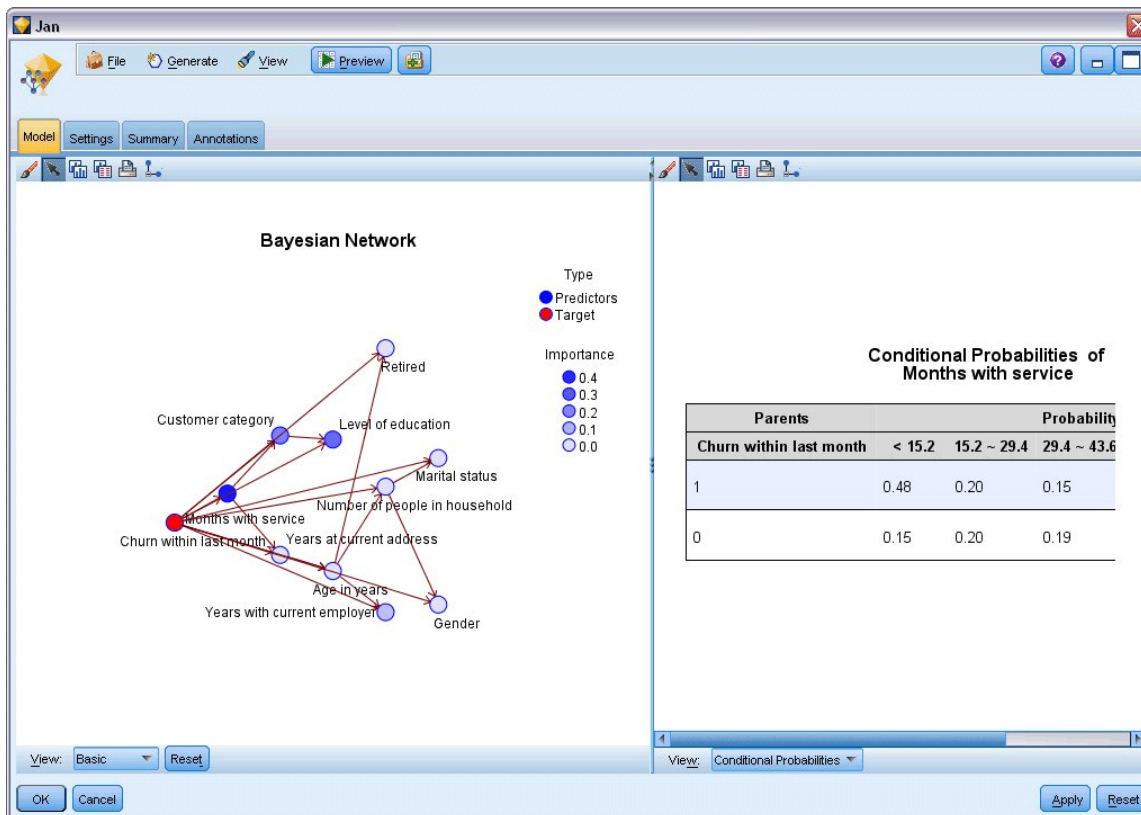 Jan
File Generate View Preview
Model Settings Summary Annotations
Bayesian Network
Type
Predictors
Target
Importance
0.4
0.3
0.2
0.1
0.0
Retired
Customer category
Level of education
Marital status
Number of people in household
Months with service
Churn within last month
Years at current address
Age in years
Years with current employer
Gender
View: Basic Reset
Conditional Probabilities of
Months with service
Parents Probability
Churn within last month < 15.2 15.2 ~ 29.4 29.4 ~ 43.6
1 0.48 0.20 0.15
0 0.15 0.20 0.19
View: Conditional Probabilities
OK Cancel Apply Reset